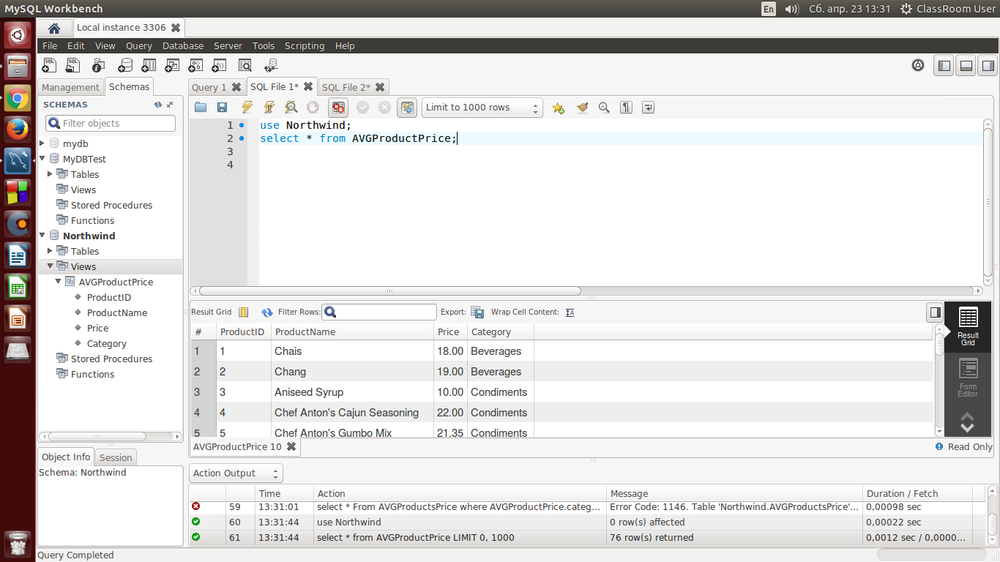 MySQL Workbench En Сб. апр. 23 13:31 ClassRoom User
Local instance 3306
File Edit View Query Database Server Tools Scripting Help
Management Schemas Query 1 SQL File 1* SQL File 2*
SCHEMAS
Filter objects
Limit to 1000 rows
mydb
MyDBTest
Tables
Views
Stored Procedures
Functions
Northwind
Tables
Views
AVGProductPrice
ProductID
ProductName
Price
Category
Stored Procedures
Functions
1 use Northwind;
2 select * from AVGProductPrice;
3
4
Result Grid Filter Rows: Export: Wrap Cell Content:
# ProductID ProductName Price Category
1 1 Chais 18.00 Beverages
2 2 Chang 19.00 Beverages
3 3 Aniseed Syrup 10.00 Condiments
4 4 Chef Anton's Cajun Seasoning 22.00 Condiments
5 5 Chef Anton's Gumbo Mix 21.35 Condiments
Result
Grid
Form
Editor
AVGProductPrice 10 Read Only
Object Info Session
Schema: Northwind
Action Output
Time Action Message Duration / Fetch
59 13:31:01 select * From AVGProductsPrice where AVGProductPrice.categ... Error Code: 1146. Table 'Northwind.AVGProductsPrice'... 0,00098 sec
60 13:31:44 use Northwind 0 row(s) affected 0,00022 sec
61 13:31:44 select * from AVGProductPrice LIMIT 0, 1000 76 row(s) returned 0,0012 sec / 0,0000...
Query Completed